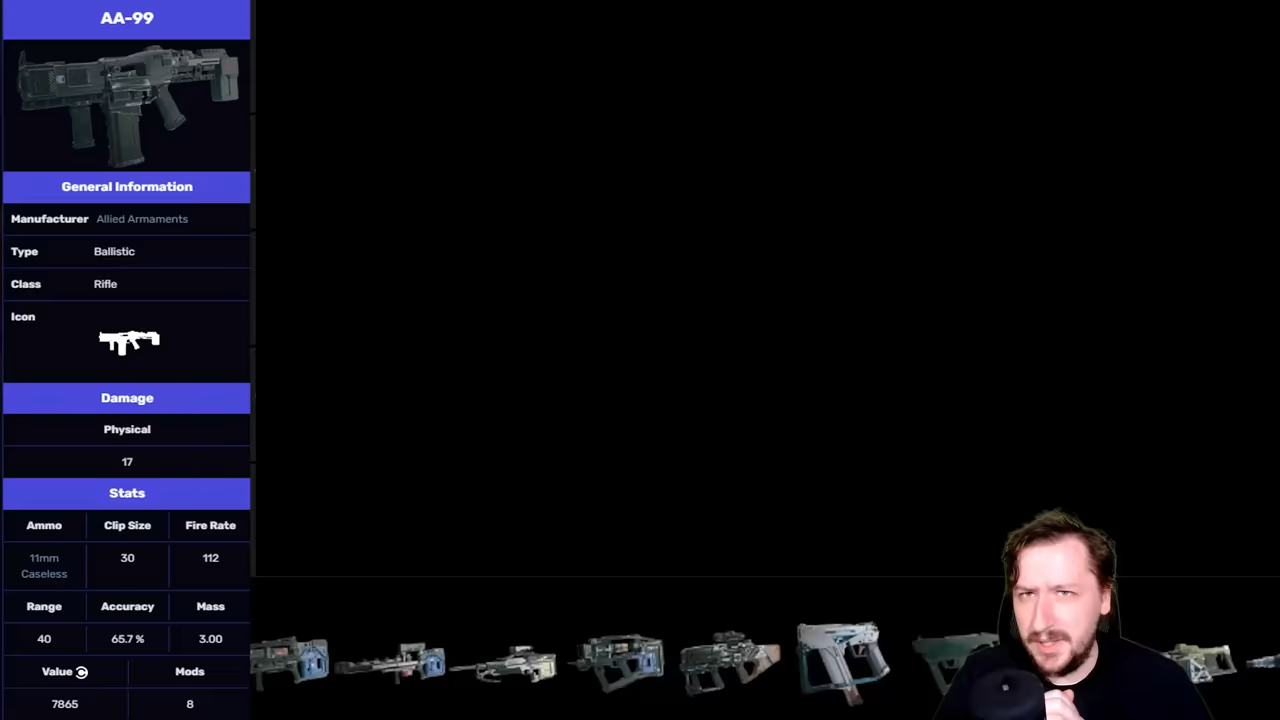 AA-99
General Information
Manufacturer Allied Armaments
Type Ballistic
Class Rifle
Icon
Damage
Physical
17
Stats
Ammo Clip Size Fire Rate
11mm Caseless 30 112
Range Accuracy Mass
40 65.7 % 3.00
Value Mods
7865 8